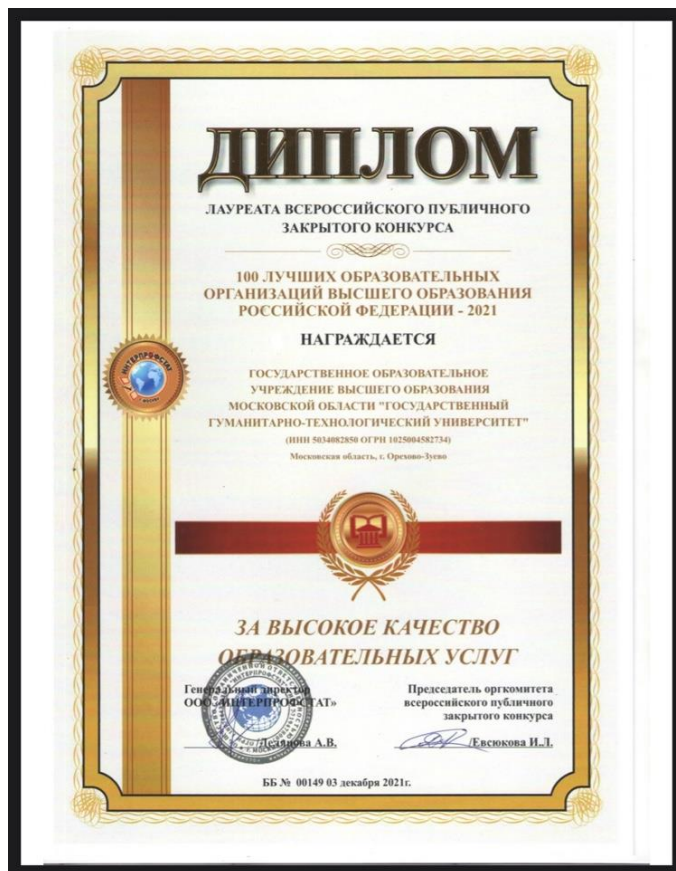 ДИПЛОМ
ЛАУРЕАТА ВСЕРОССИЙСКОГО ПУБЛИЧНОГО
ЗАКРЫТОГО КОНКУРСА
100 ЛУЧШИХ ОБРАЗОВАТЕЛЬНЫХ
ОРГАНИЗАЦИЙ ВЫСШЕГО ОБРАЗОВАНИЯ
РОССИЙСКОЙ ФЕДЕРАЦИИ - 2021
НАГРАЖДАЕТСЯ
ИНТЕРПРОФСТАТ
МОСКВА
ГОСУДАРСТВЕННОЕ ОБРАЗОВАТЕЛЬНОЕ
УЧРЕЖДЕНИЕ ВЫСШЕГО ОБРАЗОВАНИЯ
МОСКОВСКОЙ ОБЛАСТИ "ГОСУДАРСТВЕННЫЙ
ГУМАНИТАРНО-ТЕХНОЛОГИЧЕСКИЙ УНИВЕРСИТЕТ"
(ИНН 5034082850 ОГРН 1025004582734)
Московская область, г. Орехово-Зуево
ЗА ВЫСОКОЕ КАЧЕСТВО
ОБРАЗОВАТЕЛЬНЫХ УСЛУГ
Генеральный директор
ООО «ИНТЕРПРОФСТАТ»
/Ледянова А.В.
Председатель оргкомитета
всероссийского публичного
закрытого конкурса
/Евсюкова И.Л.
ББ № 00149 03 декабря 2021г.